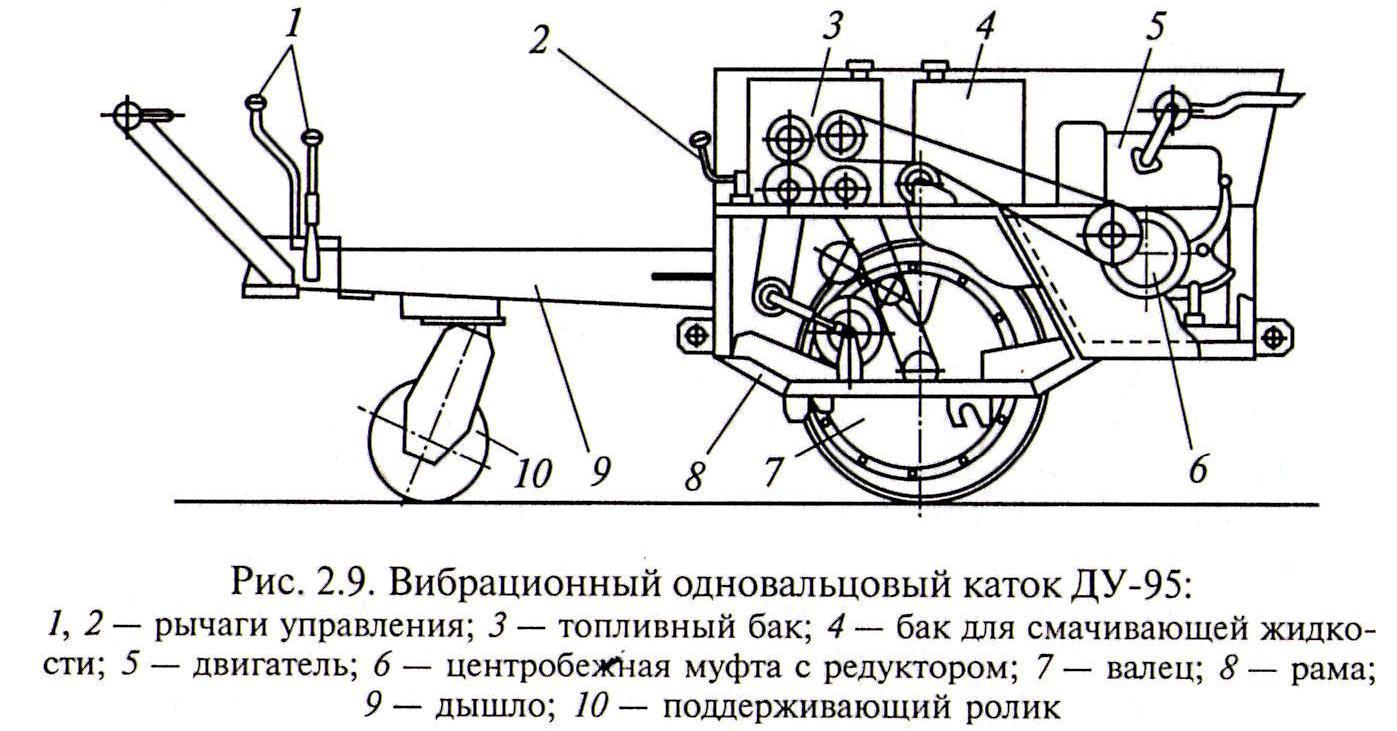 1
2
3
4
5
10
9
8
7
6
Рис. 2.9. Вибрационный одновальцовый каток ДУ-95:
1, 2 — рычаги управления; 3 — топливный бак; 4 — бак для смачивающей жидко-
сти; 5 — двигатель; 6 — центробежная муфта с редуктором; 7 — валец; 8 — рама;
9 — дышло; 10 — поддерживающий ролик